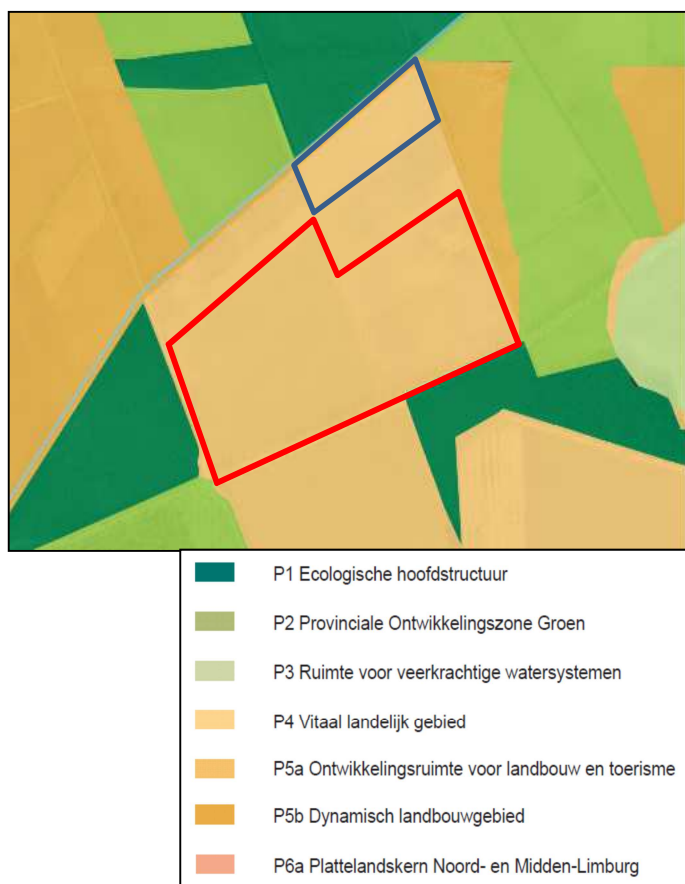 P1 Ecologische hoofdstructuur
P2 Provinciale Ontwikkelingszone Groen
P3 Ruimte voor veerkrachtige watersystemen
P4 Vitaal landelijk gebied
P5a Ontwikkelingsruimte voor landbouw en toerisme
P5b Dynamisch landbouwgebied
P6a Plattelandskern Noord- en Midden-Limburg